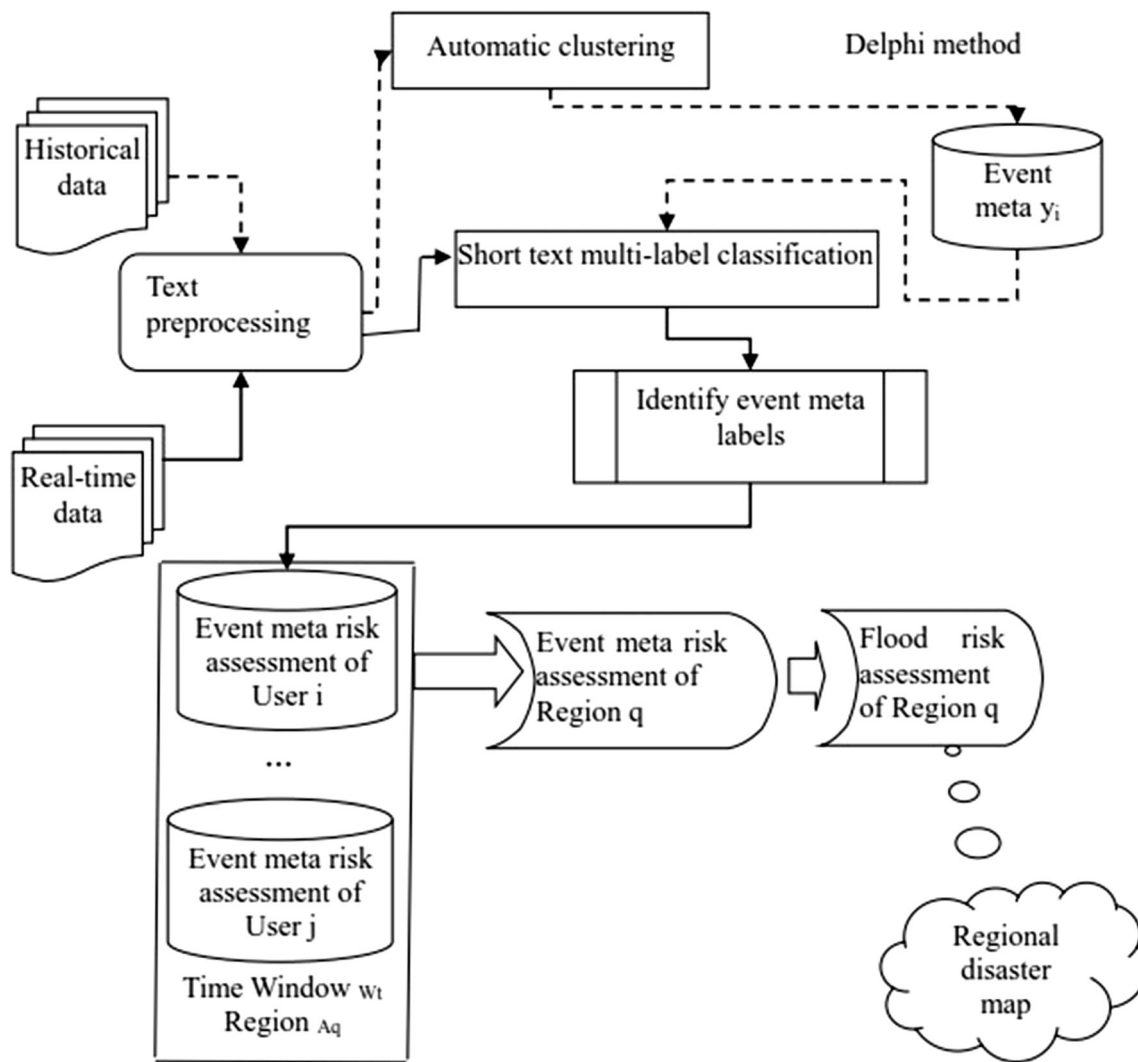 Automatic clustering
Delphi method
Historical
data
Event
meta yi
Short text multi-label classification
Text
preprocessing
Identify event meta
labels
Real-time
data
Event meta risk
assessment of
User i
Event meta risk
assessment of
Region q
Flood risk
assessment
of Region q
...
Event meta risk
assessment of
User j
Time Window Wt
Region Aq
Regional
disaster
map